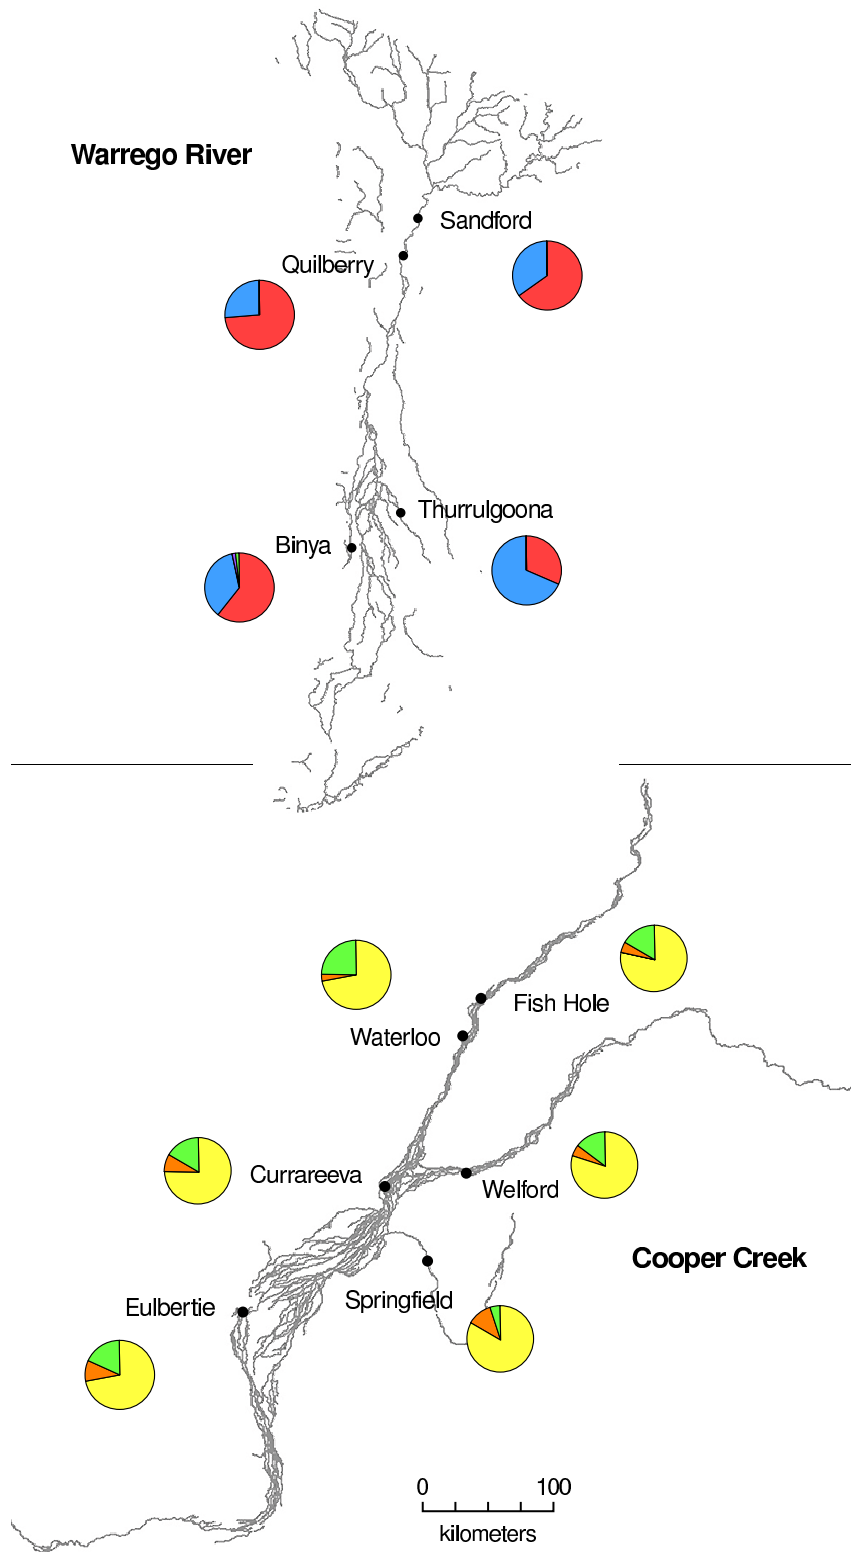 Warrego River
Sandford
Quilberry
Thurrulgoona
Binya
Fish Hole
Waterloo
Currareeva
Welford
Cooper Creek
Springfield
Eulbertie
0 100
kilometers